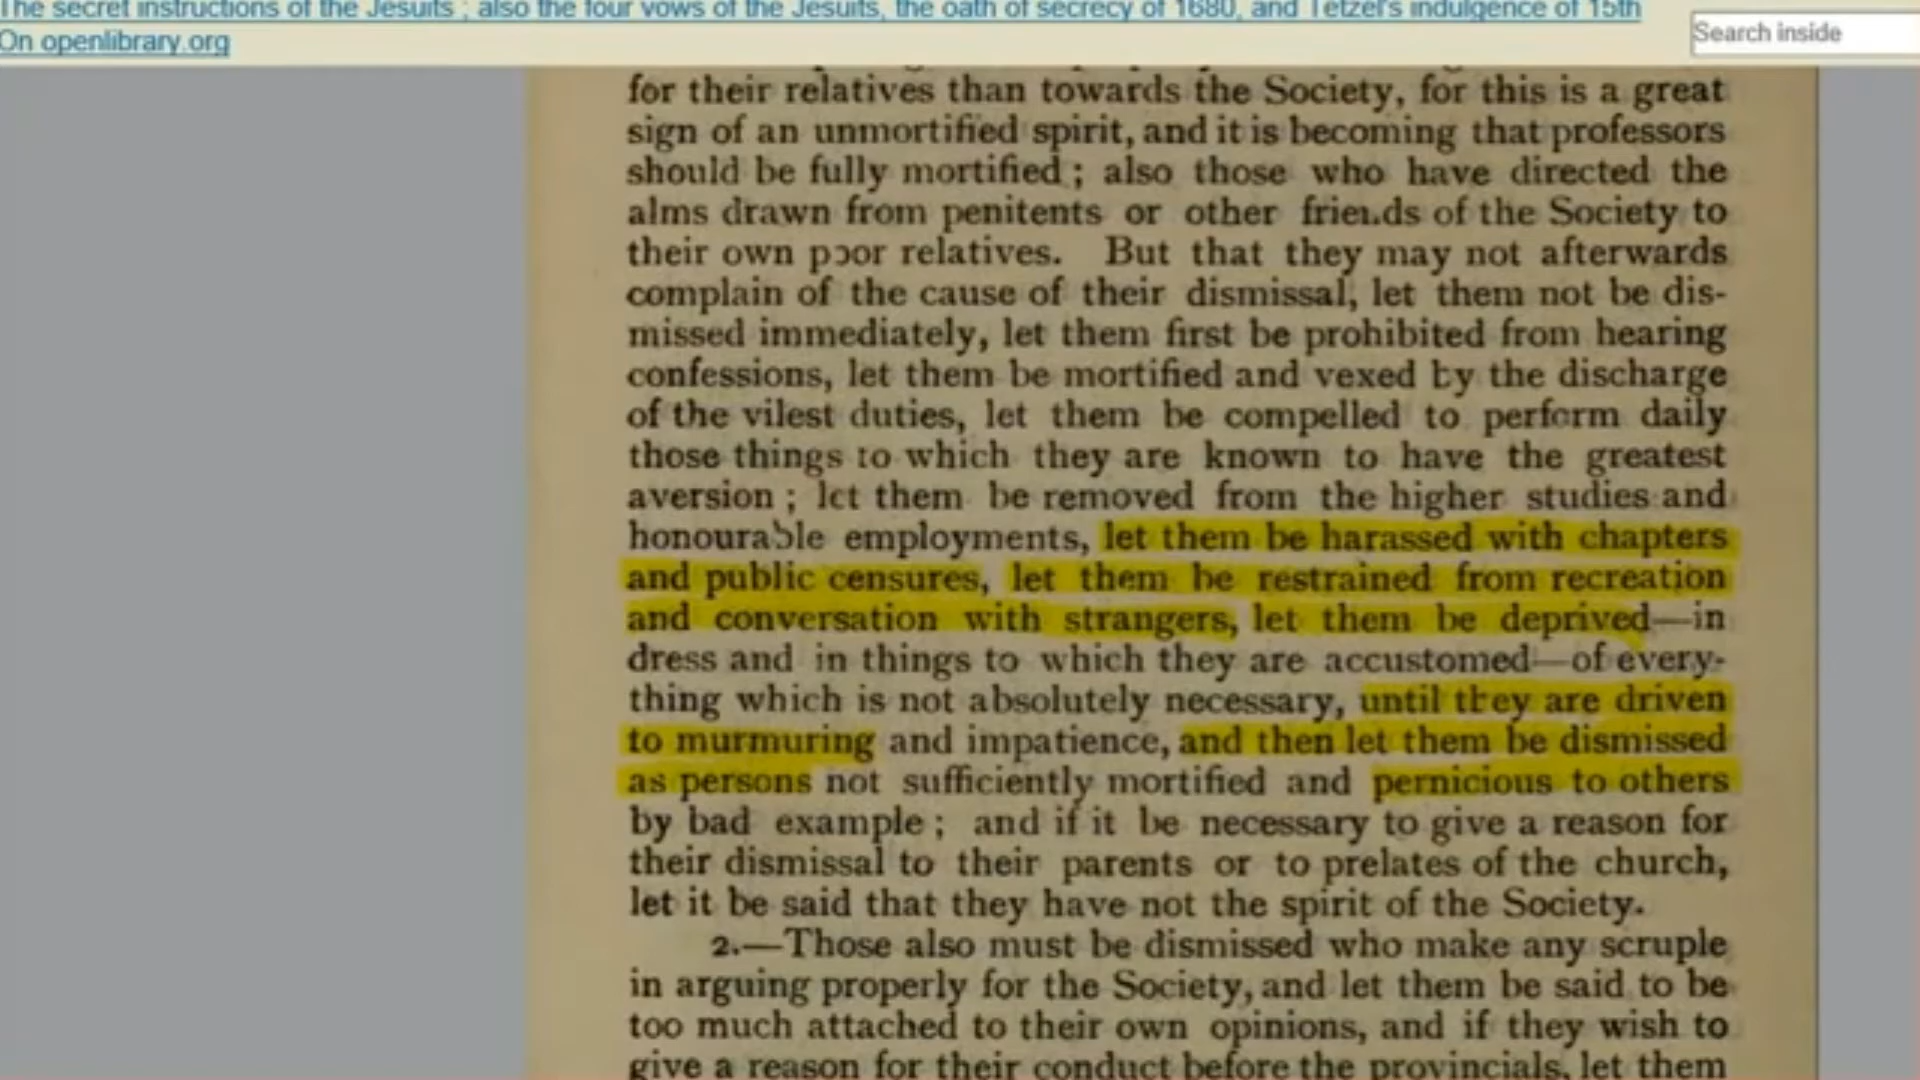 The secret instructions of the Jesuits ; also the four vows of the Jesuits, the oath of secrecy of 1680, and Tetzel's indulgence of 15th
On openlibrary.org
Search inside
for their relatives than towards the Society, for this is a great
sign of an unmortified spirit, and it is becoming that professors
should be fully mortified ; also those who have directed the
alms drawn from penitents or other friends of the Society to
their own poor relatives. But that they may not afterwards
complain of the cause of their dismissal, let them not be dis-
missed immediately, let them first be prohibited from hearing
confessions, let them be mortified and vexed by the discharge
of the vilest duties, let them be compelled to perform daily
those things to which they are known to have the greatest
aversion ; let them be removed from the higher studies and
honourable employments, let them be harassed with chapters
and public censures, let them be restrained from recreation
and conversation with strangers, let them be deprived—in
dress and in things to which they are accustomed—of every-
thing which is not absolutely necessary, until they are driven
to murmuring and impatience, and then let them be dismissed
as persons not sufficiently mortified and pernicious to others
by bad example ; and if it be necessary to give a reason for
their dismissal to their parents or to prelates of the church,
let it be said that they have not the spirit of the Society.
2.—Those also must be dismissed who make any scruple
in arguing properly for the Society, and let them be said to be
too much attached to their own opinions, and if they wish to
give a reason for their conduct before the provincials, let them